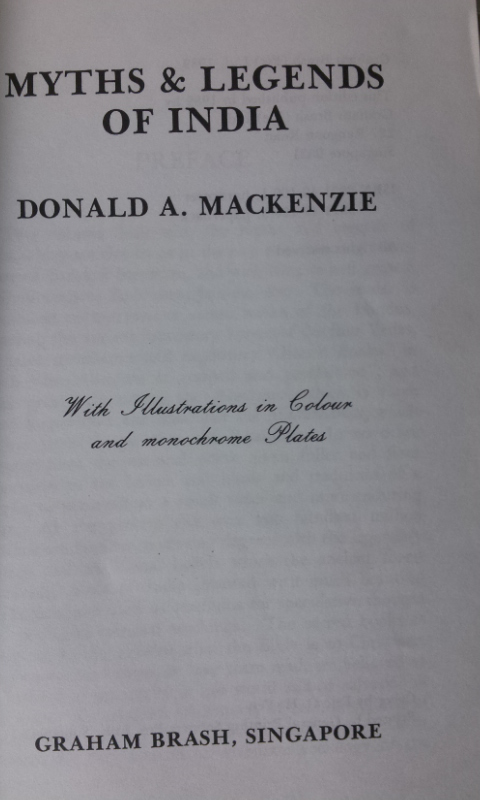 MYTHS & LEGENDS
OF INDIA
DONALD A. MACKENZIE
With Illustrations in Colour
and monochrome Plates
GRAHAM BRASH, SINGAPORE